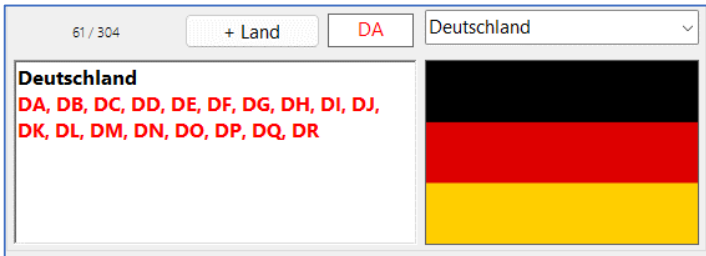 61 / 304
+ Land
DA
Deutschland
Deutschland
DA, DB, DC, DD, DE, DF, DG, DH, DI, DJ,
DK, DL, DM, DN, DO, DP, DQ, DR